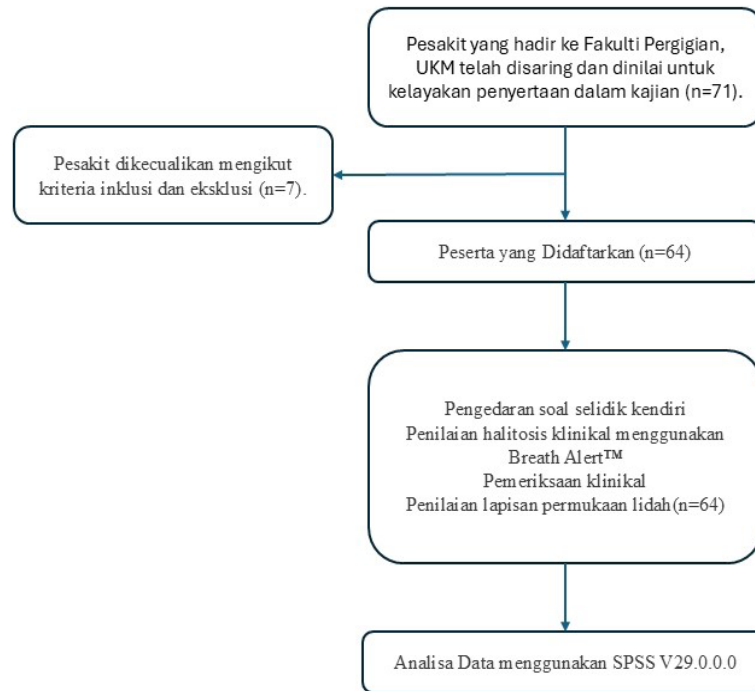 Pesakit yang hadir ke Fakulti Pergigian,
UKM telah disaring dan dinilai untuk
kelayakan penyertaan dalam kajian (n=71).
Pesakit dikecualikan mengikut
kriteria inklusi dan eksklusi (n=7).
Peserta yang Didaftarkan (n=64)
Pengedaran soal selidik kendiri
Penilaian halitosis klinikal menggunakan
Breath Alert™
Pemeriksaan klinikal
Penilaian lapisan permukaan lidah(n=64)
Analisa Data menggunakan SPSS V29.0.0.0